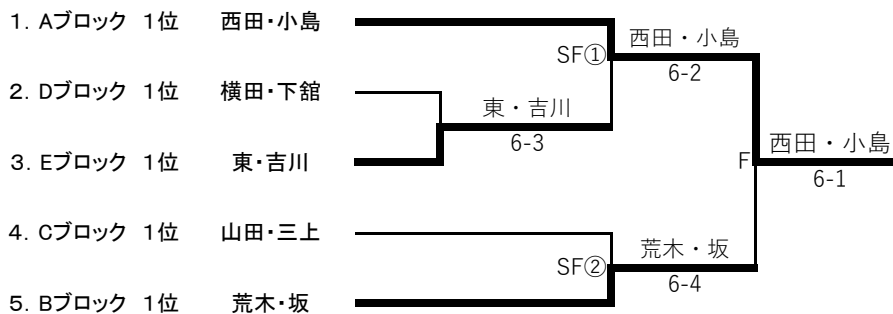 1. Aブロック 1位 西田・小島
2. Dブロック 1位 横田・下舘
3. Eブロック 1位 東・吉川
4. Cブロック 1位 山田・三上
5. Bブロック 1位 荒木・坂
東・吉川
6-3
SF①
西田・小島
6-2
SF②
荒木・坂
6-4
F
西田・小島
6-1